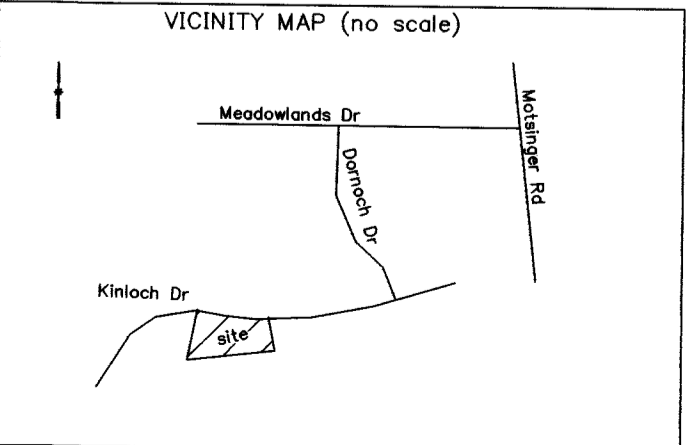 VICINITY MAP (no scale)
Meadowlands Dr
Motsinger Rd
Dornoch Dr
Kinloch Dr
site